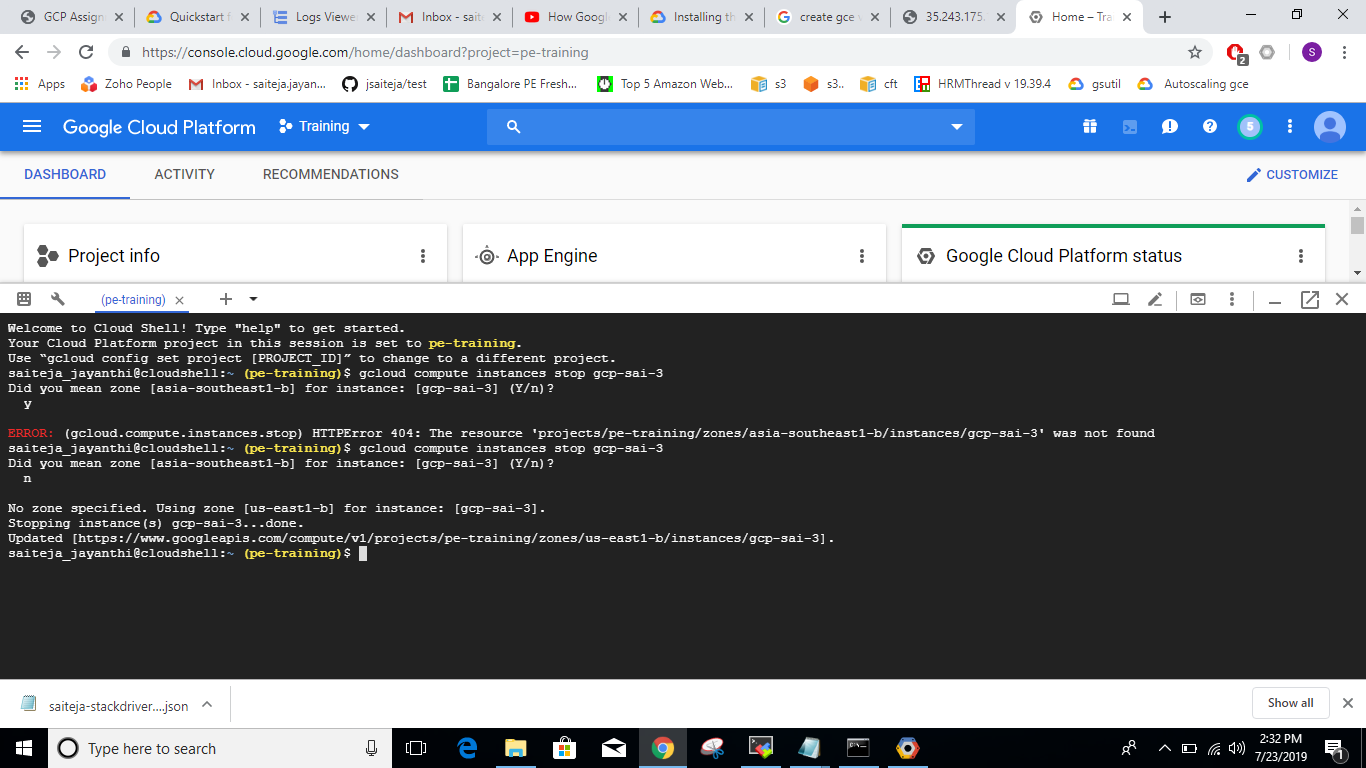 GCP Assign
Quickstart f
Logs Viewe
Inbox - sait
How Googl
Installing th
create gce v
35.243.175.
Home – Tra
https://console.cloud.google.com/home/dashboard?project=pe-training
S
2
Apps
Zoho People
Inbox - saiteja.jayan...
jsaiteja/test
Bangalore PE Fresh...
Top 5 Amazon Web...
s3
s3..
cft
HRMThread v 19.39.4
gsutil
Autoscaling gce
Google Cloud Platform
Training
5
DASHBOARD
ACTIVITY
RECOMMENDATIONS
CUSTOMIZE
Project info
App Engine
Google Cloud Platform status
(pe-training)
Welcome to Cloud Shell! Type "help" to get started.
Your Cloud Platform project in this session is set to pe-training.
Use “gcloud config set project [PROJECT_ID]” to change to a different project.
saiteja_jayanthi@cloudshell:~ (pe-training)$ gcloud compute instances stop gcp-sai-3
Did you mean zone [asia-southeast1-b] for instance: [gcp-sai-3] (Y/n)?
y
ERROR: (gcloud.compute.instances.stop) HTTPError 404: The resource 'projects/pe-training/zones/asia-southeast1-b/instances/gcp-sai-3' was not found
saiteja_jayanthi@cloudshell:~ (pe-training)$ gcloud compute instances stop gcp-sai-3
Did you mean zone [asia-southeast1-b] for instance: [gcp-sai-3] (Y/n)?
n
No zone specified. Using zone [us-east1-b] for instance: [gcp-sai-3].
Stopping instance(s) gcp-sai-3...done.
Updated [https://www.googleapis.com/compute/v1/projects/pe-training/zones/us-east1-b/instances/gcp-sai-3].
saiteja_jayanthi@cloudshell:~ (pe-training)$
saiteja-stackdriver....json
Show all
Type here to search
2:32 PM
7/23/2019
1